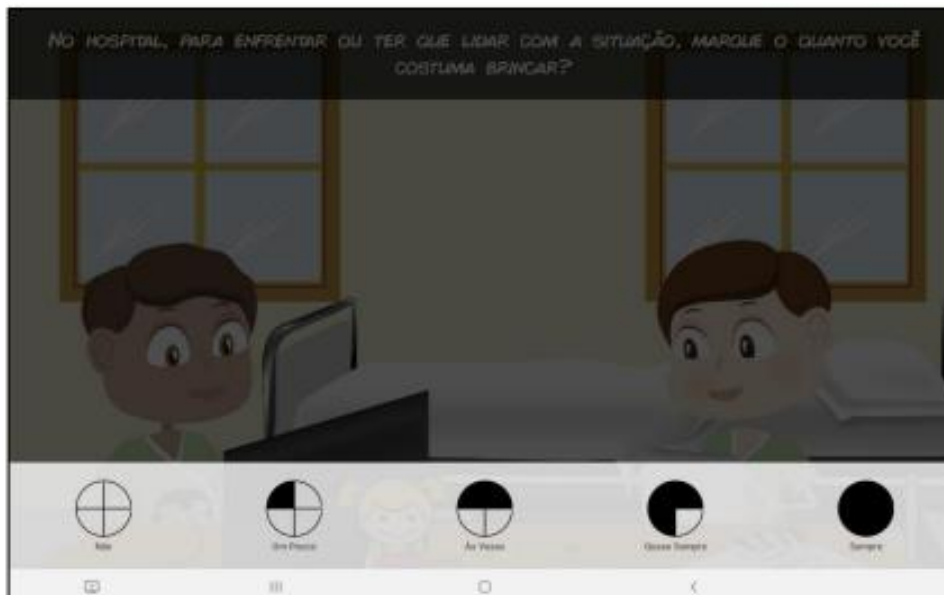 NO HOSPITAL, PARA ENFRENTAR OU TER QUE LIDAR COM A SITUAÇÃO, MARQUE O QUANTO VOCÊ
COSTUMA BRINCAR?
Não
Um Pouco
Às Vezes
Quase Sempre
Sempre